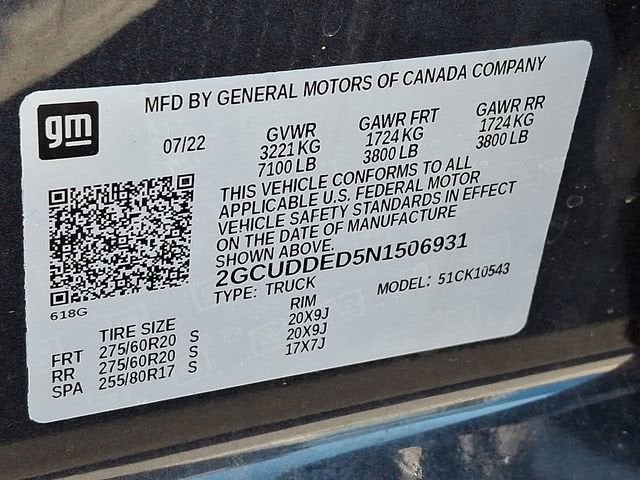 gm
MFD BY GENERAL MOTORS OF CANADA COMPANY
07/22
GVWR GAWR FRT GAWR RR
3221 KG 1724 KG 1724 KG
7100 LB 3800 LB 3800 LB
THIS VEHICLE CONFORMS TO ALL
APPLICABLE U.S. FEDERAL MOTOR
VEHICLE SAFETY STANDARDS IN EFFECT
ON THE DATE OF MANUFACTURE
SHOWN ABOVE.
2GCUDDED5N1506931
TYPE: TRUCK MODEL: 51CK10543
618G
TIRE SIZE RIM
FRT 275/60R20 S 20X9J
RR 275/60R20 S 20X9J
SPA 255/80R17 S 17X7J